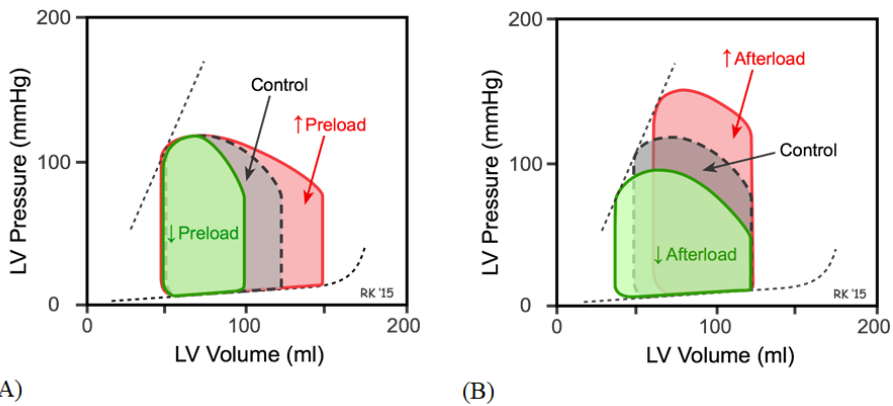 200
100
0
LV Pressure (mmHg)
Control
↑ Preload
↓ Preload
RK '15
0
100
200
LV Volume (ml)
A)
200
100
0
LV Pressure (mmHg)
↑ Afterload
Control
↓ Afterload
RK '15
0
100
200
LV Volume (ml)
(B)